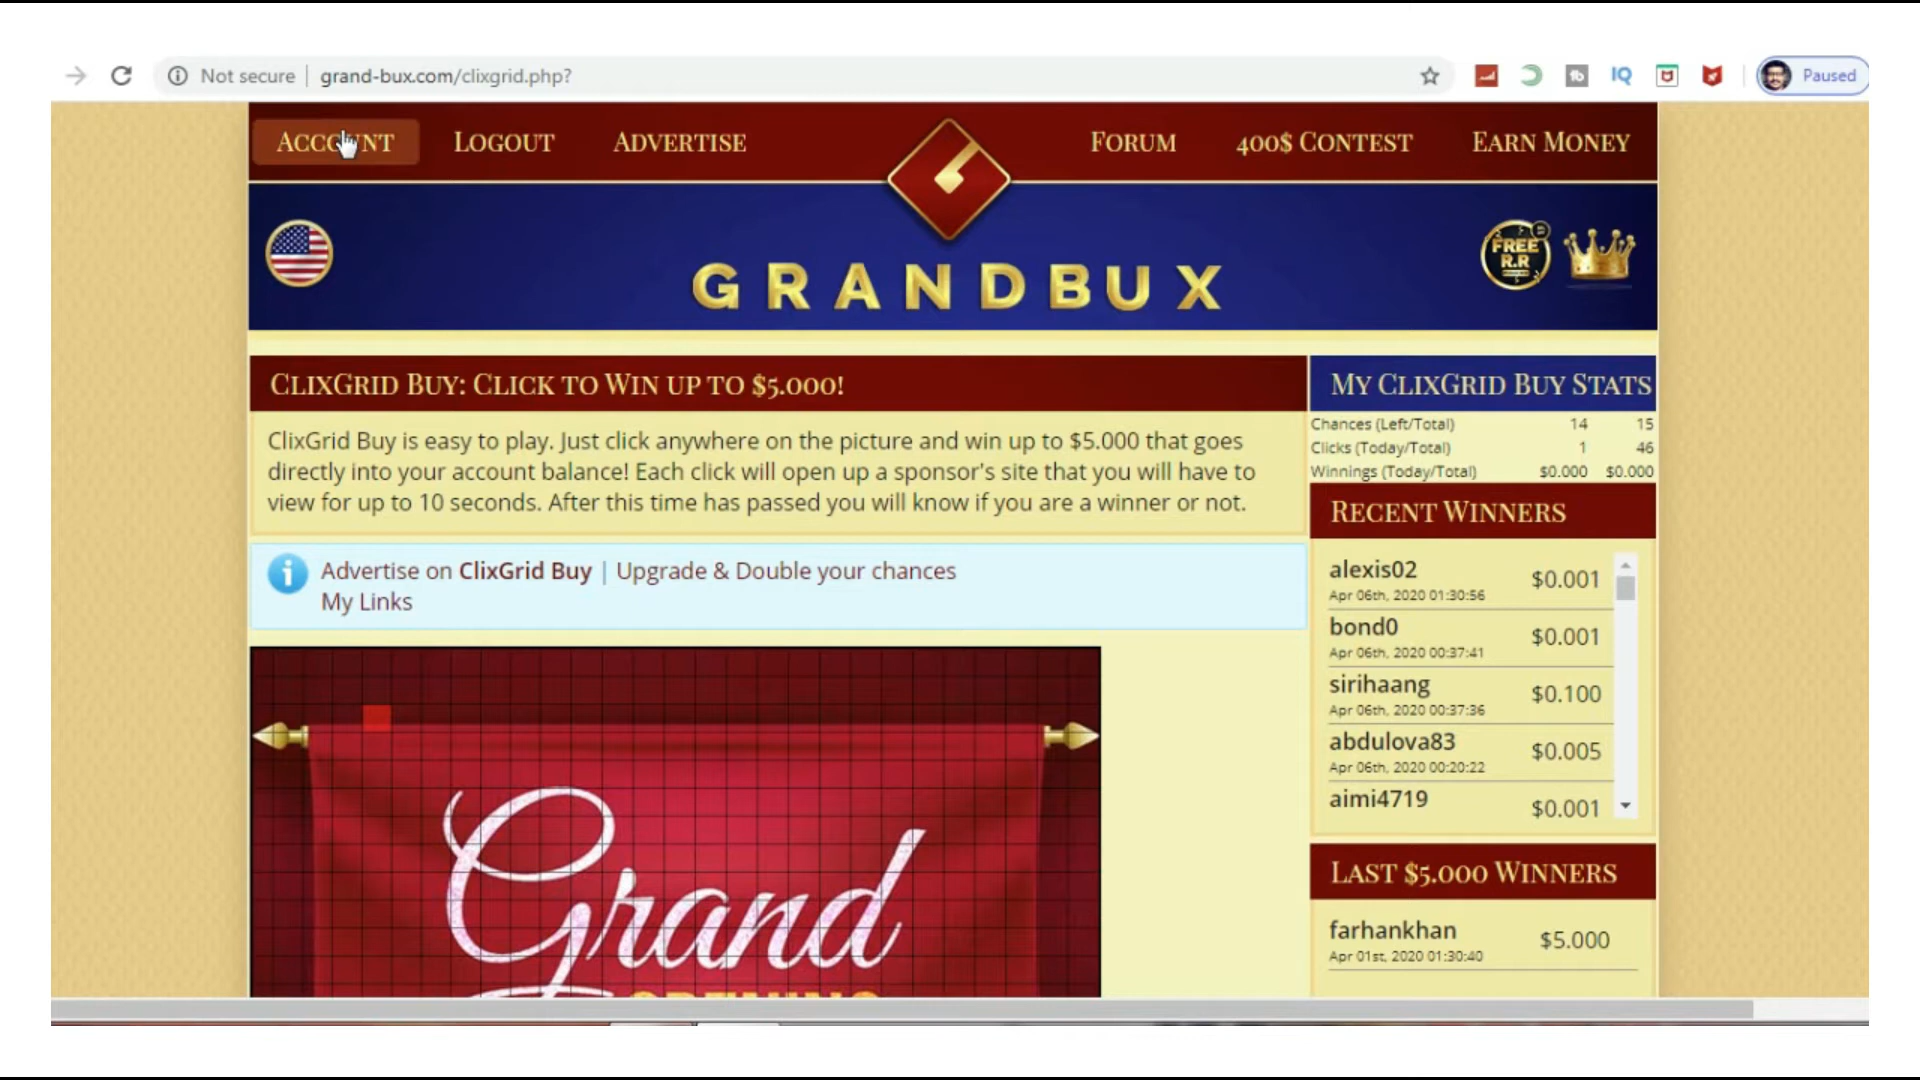 Not secure | grand-bux.com/clixgrid.php?
IQ
Paused
ACCOUNT LOGOUT ADVERTISE FORUM 400$ CONTEST EARN MONEY
FREE
R.R
GRANDBUX
CLIXGRID BUY: CLICK TO WIN UP TO $5.000!
ClixGrid Buy is easy to play. Just click anywhere on the picture and win up to $5.000 that goes
directly into your account balance! Each click will open up a sponsor's site that you will have to
view for up to 10 seconds. After this time has passed you will know if you are a winner or not.
Advertise on ClixGrid Buy | Upgrade & Double your chances
My Links
Grand
OPENING
MY CLIXGRID BUY STATS
Chances (Left/Total) 14 15
Clicks (Today/Total) 1 46
Winnings (Today/Total) $0.000 $0.000
RECENT WINNERS
alexis02 $0.001
Apr 06th, 2020 01:30:56
bond0 $0.001
Apr 06th, 2020 00:37:41
sirihaang $0.100
Apr 06th, 2020 00:37:36
abdulova83 $0.005
Apr 06th, 2020 00:20:22
aimi4719 $0.001
LAST $5.000 WINNERS
farhankhan $5.000
Apr 01st, 2020 01:30:40